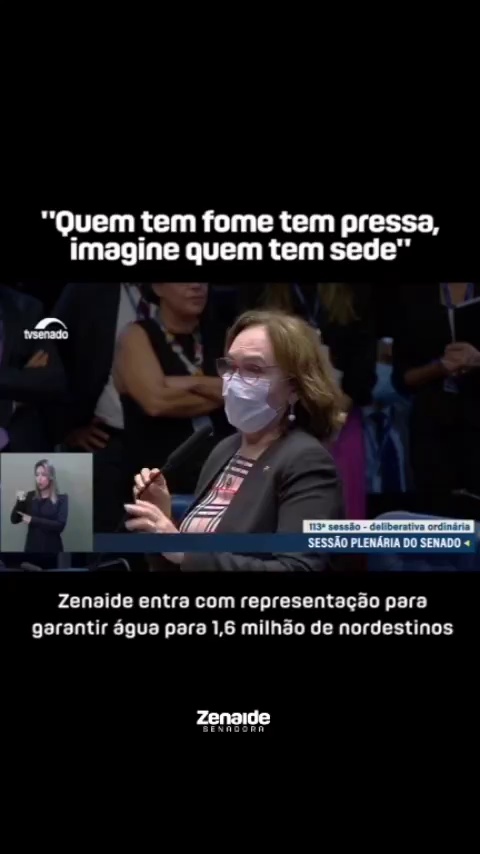 "Quem tem fome tem pressa,
imagine quem tem sede"
tvsenado
113ª sessão - deliberativa ordinária
SESSÃO PLENÁRIA DO SENADO
Zenaide entra com representação para
garantir água para 1,6 milhão de nordestinos
Zenaide
SENADORA